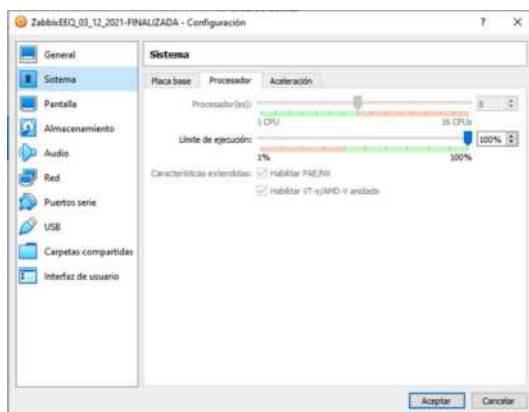 ZabbixEEQ_03_12_2021-FINALIZADA - Configuración
? X
General
Sistema
Pantalla
Almacenamiento
Audio
Red
Puertos serie
USB
Carpetas compartidas
Interfaz de usuario
Sistema
Placa base Procesador Aceleración
Procesador(es): 8
1 CPU 16 CPUs
Límite de ejecución: 100%
1% 100%
Características extendidas: Habilitar PAE/NX
Habilitar VT-x/AMD-V anidado
Aceptar Cancelar